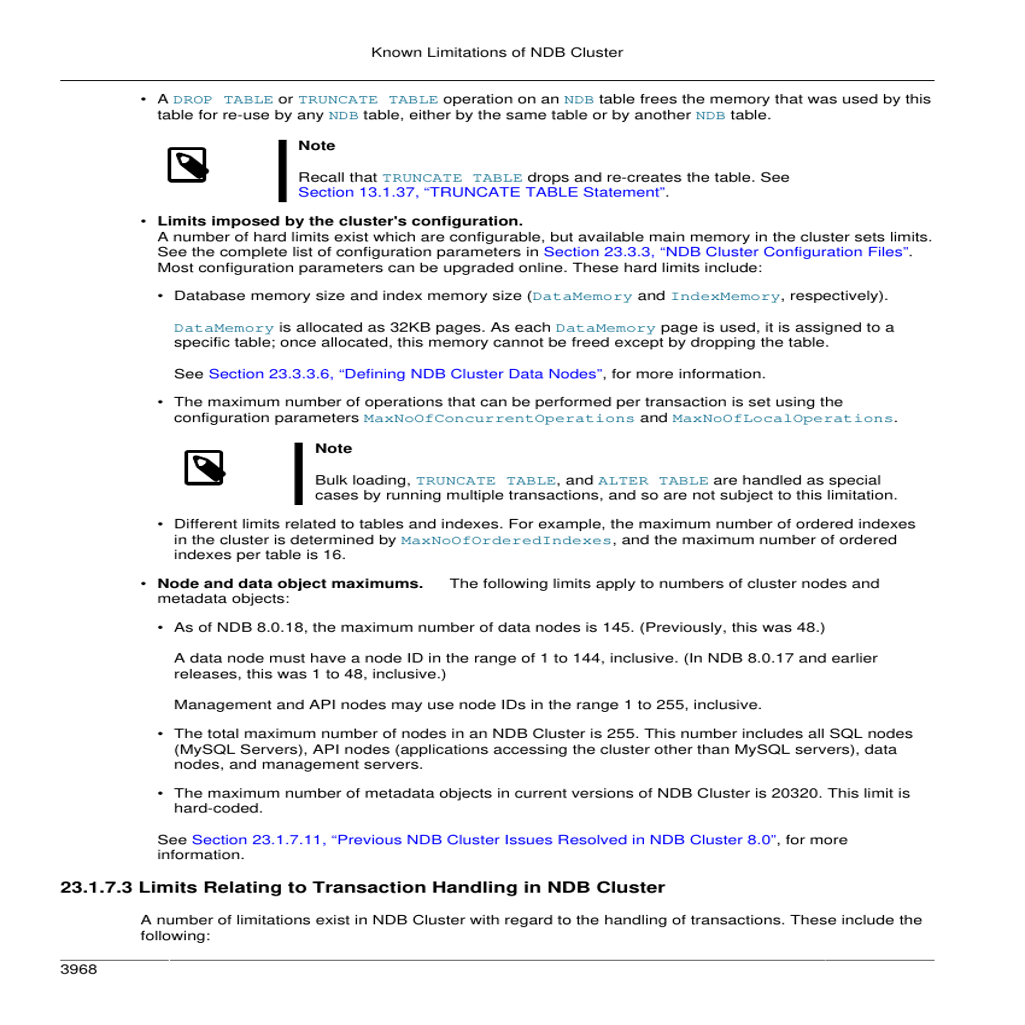 Known Limitations of NDB Cluster
• A DROP TABLE or TRUNCATE TABLE operation on an NDB table frees the memory that was used by this
table for re-use by any NDB table, either by the same table or by another NDB table.
Note
Recall that TRUNCATE TABLE drops and re-creates the table. See
Section 13.1.37, “TRUNCATE TABLE Statement”.
• Limits imposed by the cluster's configuration.
A number of hard limits exist which are configurable, but available main memory in the cluster sets limits.
See the complete list of configuration parameters in Section 23.3.3, “NDB Cluster Configuration Files”.
Most configuration parameters can be upgraded online. These hard limits include:
• Database memory size and index memory size (DataMemory and IndexMemory, respectively).
DataMemory is allocated as 32KB pages. As each DataMemory page is used, it is assigned to a
specific table; once allocated, this memory cannot be freed except by dropping the table.
See Section 23.3.3.6, “Defining NDB Cluster Data Nodes”, for more information.
• The maximum number of operations that can be performed per transaction is set using the
configuration parameters MaxNoOfConcurrentOperations and MaxNoOfLocalOperations.
Note
Bulk loading, TRUNCATE TABLE, and ALTER TABLE are handled as special
cases by running multiple transactions, and so are not subject to this limitation.
• Different limits related to tables and indexes. For example, the maximum number of ordered indexes
in the cluster is determined by MaxNoOfOrderedIndexes, and the maximum number of ordered
indexes per table is 16.
• Node and data object maximums. The following limits apply to numbers of cluster nodes and
metadata objects:
• As of NDB 8.0.18, the maximum number of data nodes is 145. (Previously, this was 48.)
A data node must have a node ID in the range of 1 to 144, inclusive. (In NDB 8.0.17 and earlier
releases, this was 1 to 48, inclusive.)
Management and API nodes may use node IDs in the range 1 to 255, inclusive.
• The total maximum number of nodes in an NDB Cluster is 255. This number includes all SQL nodes
(MySQL Servers), API nodes (applications accessing the cluster other than MySQL servers), data
nodes, and management servers.
• The maximum number of metadata objects in current versions of NDB Cluster is 20320. This limit is
hard-coded.
See Section 23.1.7.11, “Previous NDB Cluster Issues Resolved in NDB Cluster 8.0”, for more
information.
23.1.7.3 Limits Relating to Transaction Handling in NDB Cluster
A number of limitations exist in NDB Cluster with regard to the handling of transactions. These include the
following:
3968